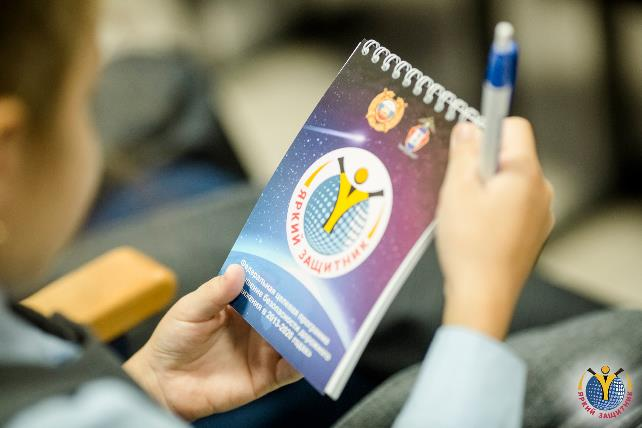 ЯРКИЙ ЗАЩИТНИК
Федеральная целевая программа
безопасности дорожного
в 2013-2020 годах»
ЯРКИЙ ЗАЩИТНИК